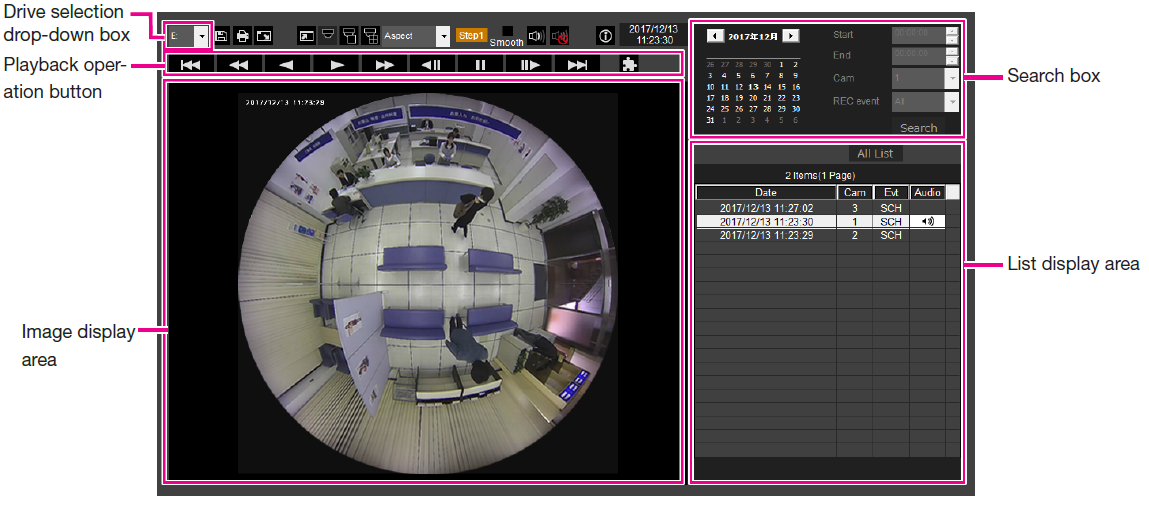 Drive selection
drop-down box
Playback oper-
ation button
Image display
area
E:
Aspect
Step1
Smooth
2017/12/13
11:23:30
2017/12/13 11:23:29
2017年12月
26 27 28 29 30 1 2
3 4 5 6 7 8 9
10 11 12 13 14 15 16
17 18 19 20 21 22 23
24 25 26 27 28 29 30
31 1 2 3 4 5 6
Start
00:00:00
End
00:00:00
Cam
1
REC event
All
Search
Search box
All List
2 Items(1 Page)
Date Cam Evt Audio
2017/12/13 11:27:02 3 SCH
2017/12/13 11:23:30 1 SCH
2017/12/13 11:23:29 2 SCH
List display area